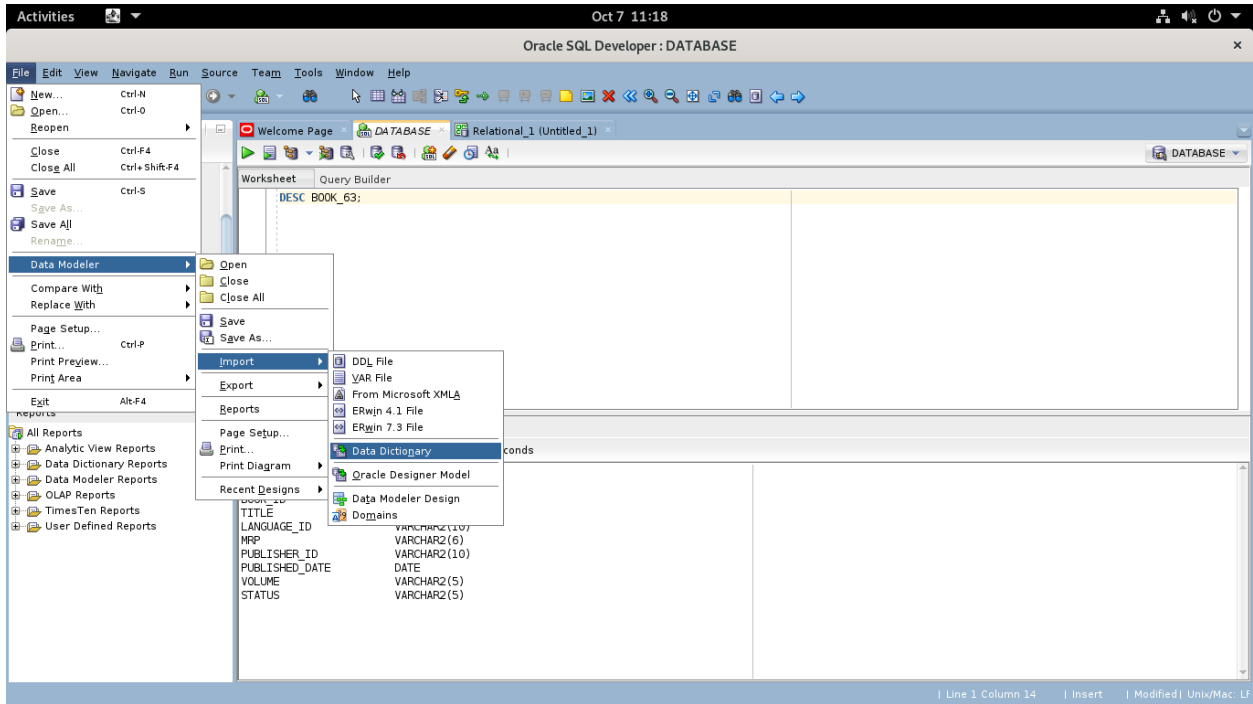 Activities
Oct 7 11:18
Oracle SQL Developer : DATABASE
File Edit View Navigate Run Source Team Tools Window Help
New... Ctrl-N
Open... Ctrl-O
Reopen
Close Ctrl-F4
Close All Ctrl+Shift-F4
Save Ctrl-S
Save As...
Save All
Rename...
Data Modeler
Compare With
Replace With
Page Setup...
Print... Ctrl-P
Print Preview...
Print Area
Exit Alt-F4
Open
Close
Close All
Save
Save As...
Import
Export
Reports
Page Setup...
Print...
Print Diagram
Recent Designs
DDL File
VAR File
From Microsoft XMLA
ERwin 4.1 File
ERwin 7.3 File
Data Dictionary
Oracle Designer Model
Data Modeler Design
Domains
Welcome Page
DATABASE
Relational_1 (Untitled_1)
DATABASE
Worksheet Query Builder
DESC BOOK_63;
conds
Reports
All Reports
Analytic View Reports
Data Dictionary Reports
Data Modeler Reports
OLAP Reports
TimesTen Reports
User Defined Reports
BOOK_ID
TITLE
LANGUAGE_ID VARCHAR2(10)
MRP VARCHAR2(6)
PUBLISHER_ID VARCHAR2(10)
PUBLISHED_DATE DATE
VOLUME VARCHAR2(5)
STATUS VARCHAR2(5)
| Line 1 Column 14 | Insert | Modified | Unix/Mac: LF